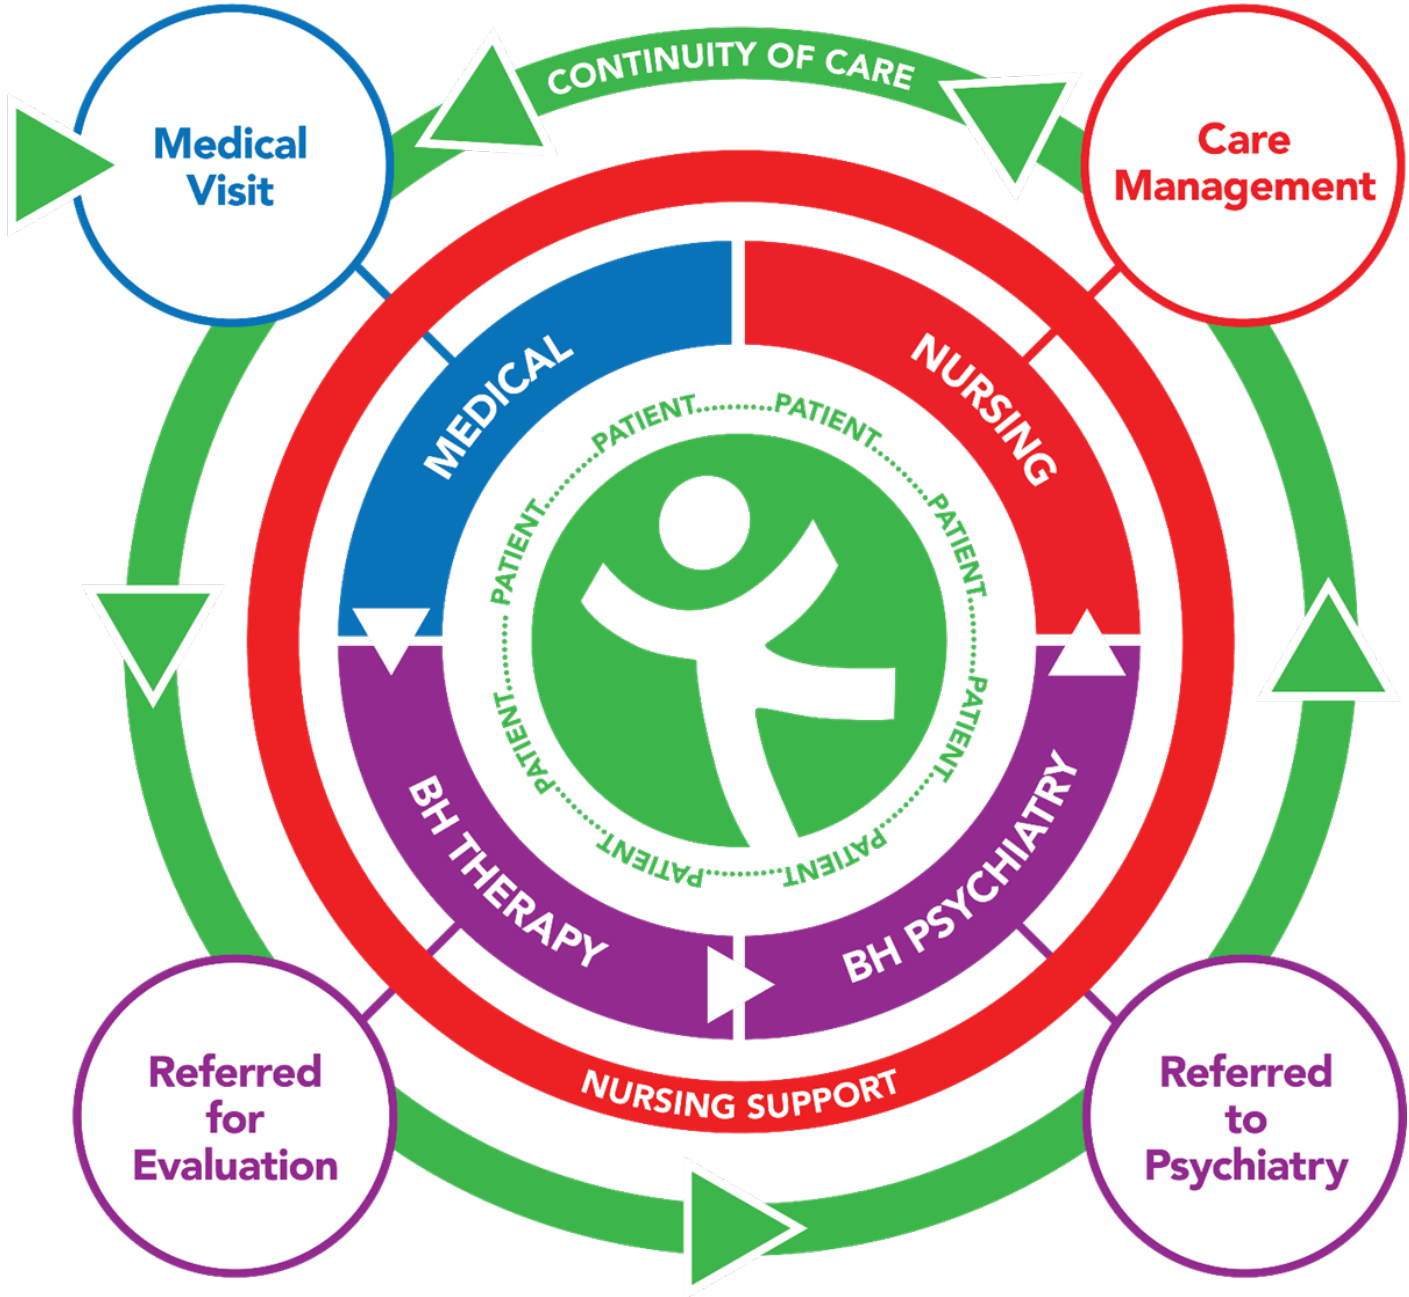 CONTINUITY OF CARE
Medical
Visit
Care
Management
MEDICAL
NURSING
PATIENT..........PATIENT..........PATIENT..........PATIENT..........PATIENT..........PATIENT..........PATIENT..........PATIENT..........
BH THERAPY
BH PSYCHIATRY
NURSING SUPPORT
Referred
for
Evaluation
Referred
to
Psychiatry